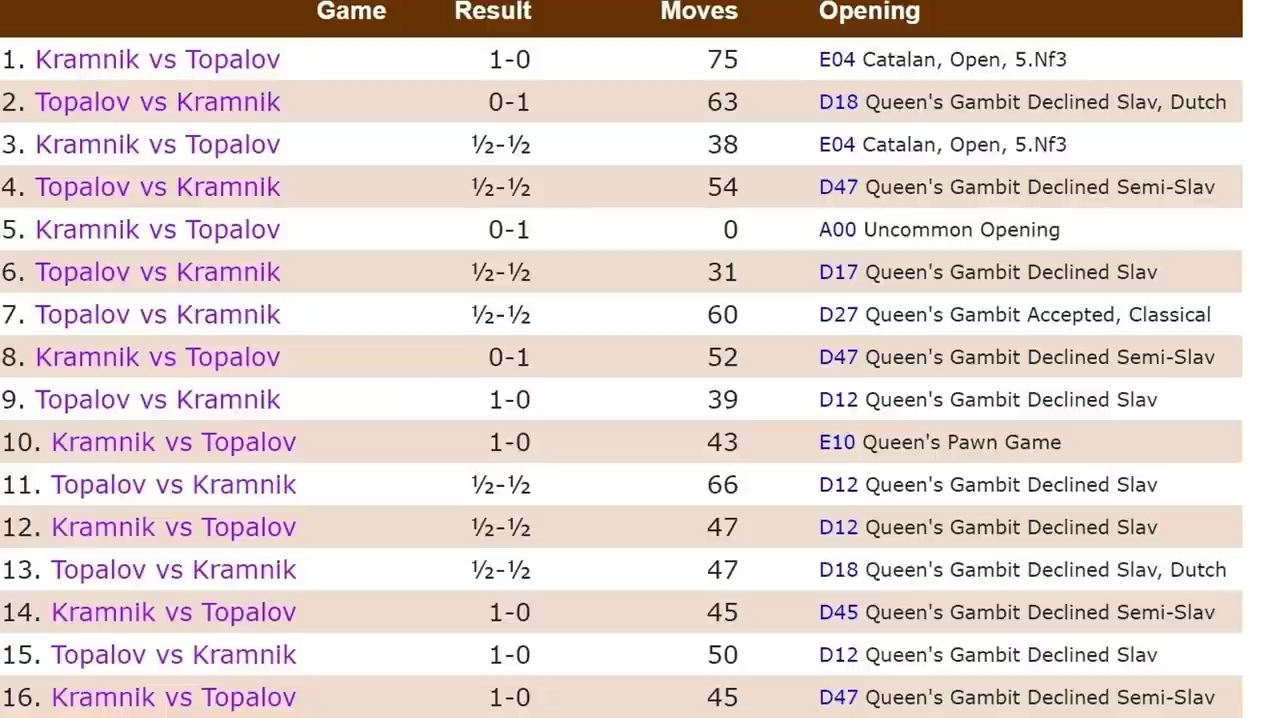 Game Result Moves Opening
1. Kramnik vs Topalov 1-0 75 E04 Catalan, Open, 5.Nf3
2. Topalov vs Kramnik 0-1 63 D18 Queen's Gambit Declined Slav, Dutch
3. Kramnik vs Topalov ½-½ 38 E04 Catalan, Open, 5.Nf3
4. Topalov vs Kramnik ½-½ 54 D47 Queen's Gambit Declined Semi-Slav
5. Kramnik vs Topalov 0-1 0 A00 Uncommon Opening
6. Topalov vs Kramnik ½-½ 31 D17 Queen's Gambit Declined Slav
7. Topalov vs Kramnik ½-½ 60 D27 Queen's Gambit Accepted, Classical
8. Kramnik vs Topalov 0-1 52 D47 Queen's Gambit Declined Semi-Slav
9. Topalov vs Kramnik 1-0 39 D12 Queen's Gambit Declined Slav
10. Kramnik vs Topalov 1-0 43 E10 Queen's Pawn Game
11. Topalov vs Kramnik ½-½ 66 D12 Queen's Gambit Declined Slav
12. Kramnik vs Topalov ½-½ 47 D12 Queen's Gambit Declined Slav
13. Topalov vs Kramnik ½-½ 47 D18 Queen's Gambit Declined Slav, Dutch
14. Kramnik vs Topalov 1-0 45 D45 Queen's Gambit Declined Semi-Slav
15. Topalov vs Kramnik 1-0 50 D12 Queen's Gambit Declined Slav
16. Kramnik vs Topalov 1-0 45 D47 Queen's Gambit Declined Semi-Slav